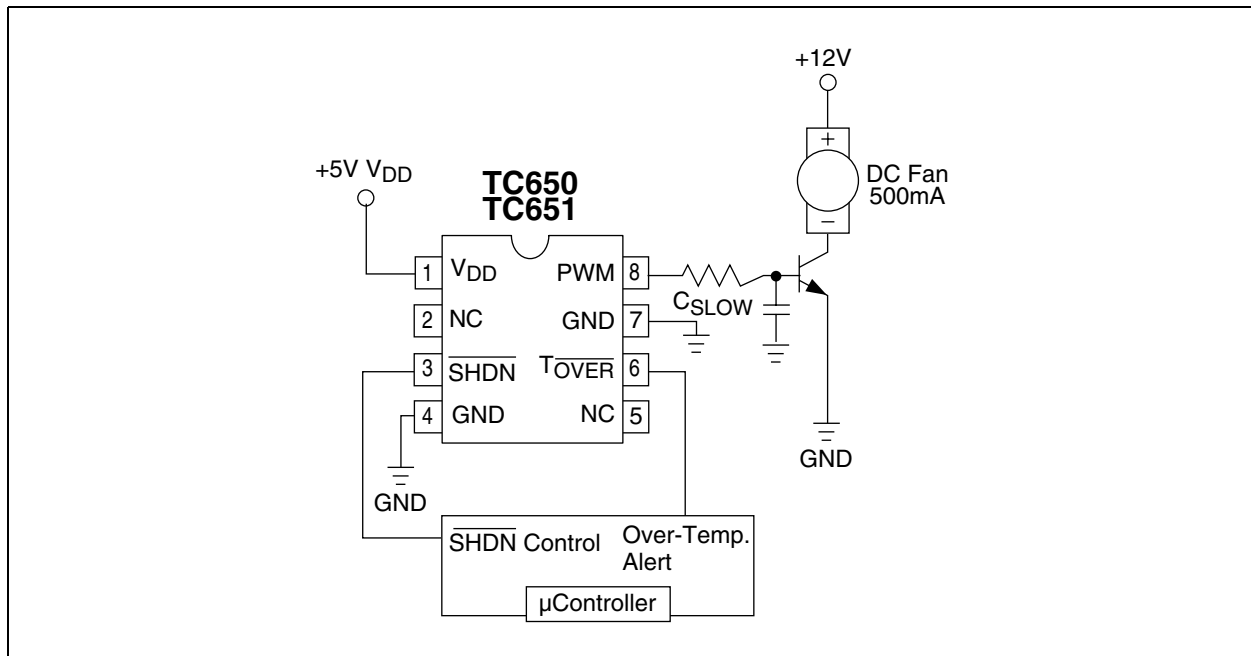 +12V
+
DC Fan
500mA
−
+5V VDD
TC650
TC651
1 VDD
PWM 8
2 NC
GND 7
3 SHDN
TOVER 6
4 GND
NC 5
CSLOW
GND
GND
SHDN Control
Over-Temp.
Alert
µController